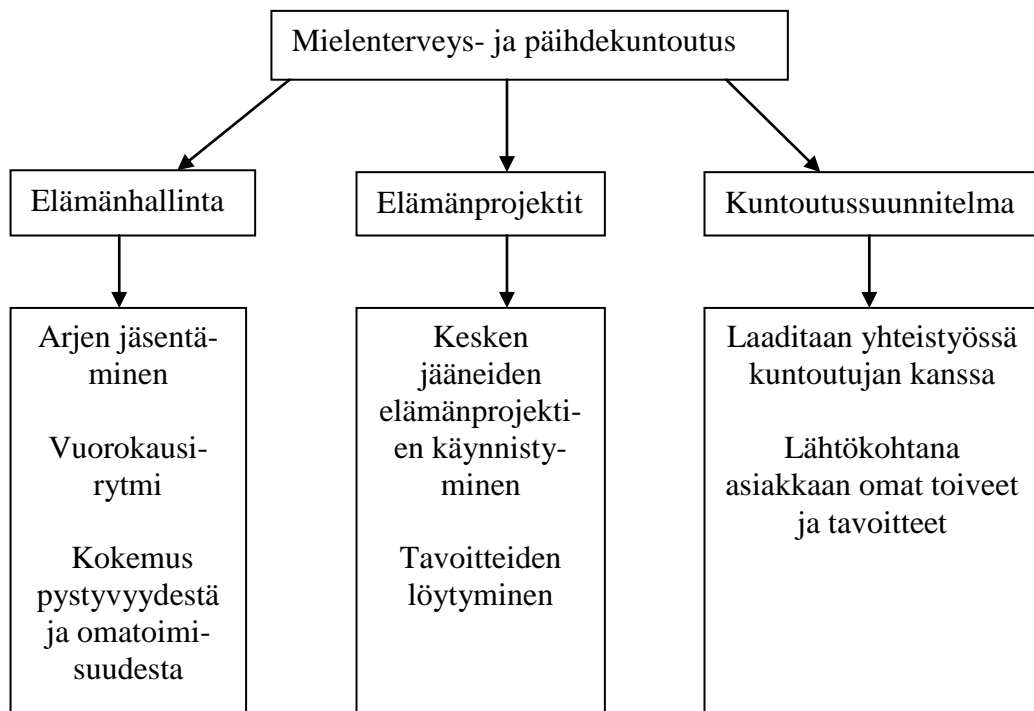 Mielenterveys- ja päihdekuntoutus
Elämänhallinta
Elämänprojektit
Kuntoutussuunnitelma
Arjen jäsentä-
minen
Vuorokausi-
rytmi
Kokemus
pystyvyydestä
ja omatoimi-
suudesta
Kesken
jääneiden
elämänprojekti-
en käynnisty-
minen
Tavoitteiden
löytyminen
Laaditaan yhteistyössä
kuntoutujan kanssa
Lähtökohtana
asiakkaan omat toiveet
ja tavoitteet